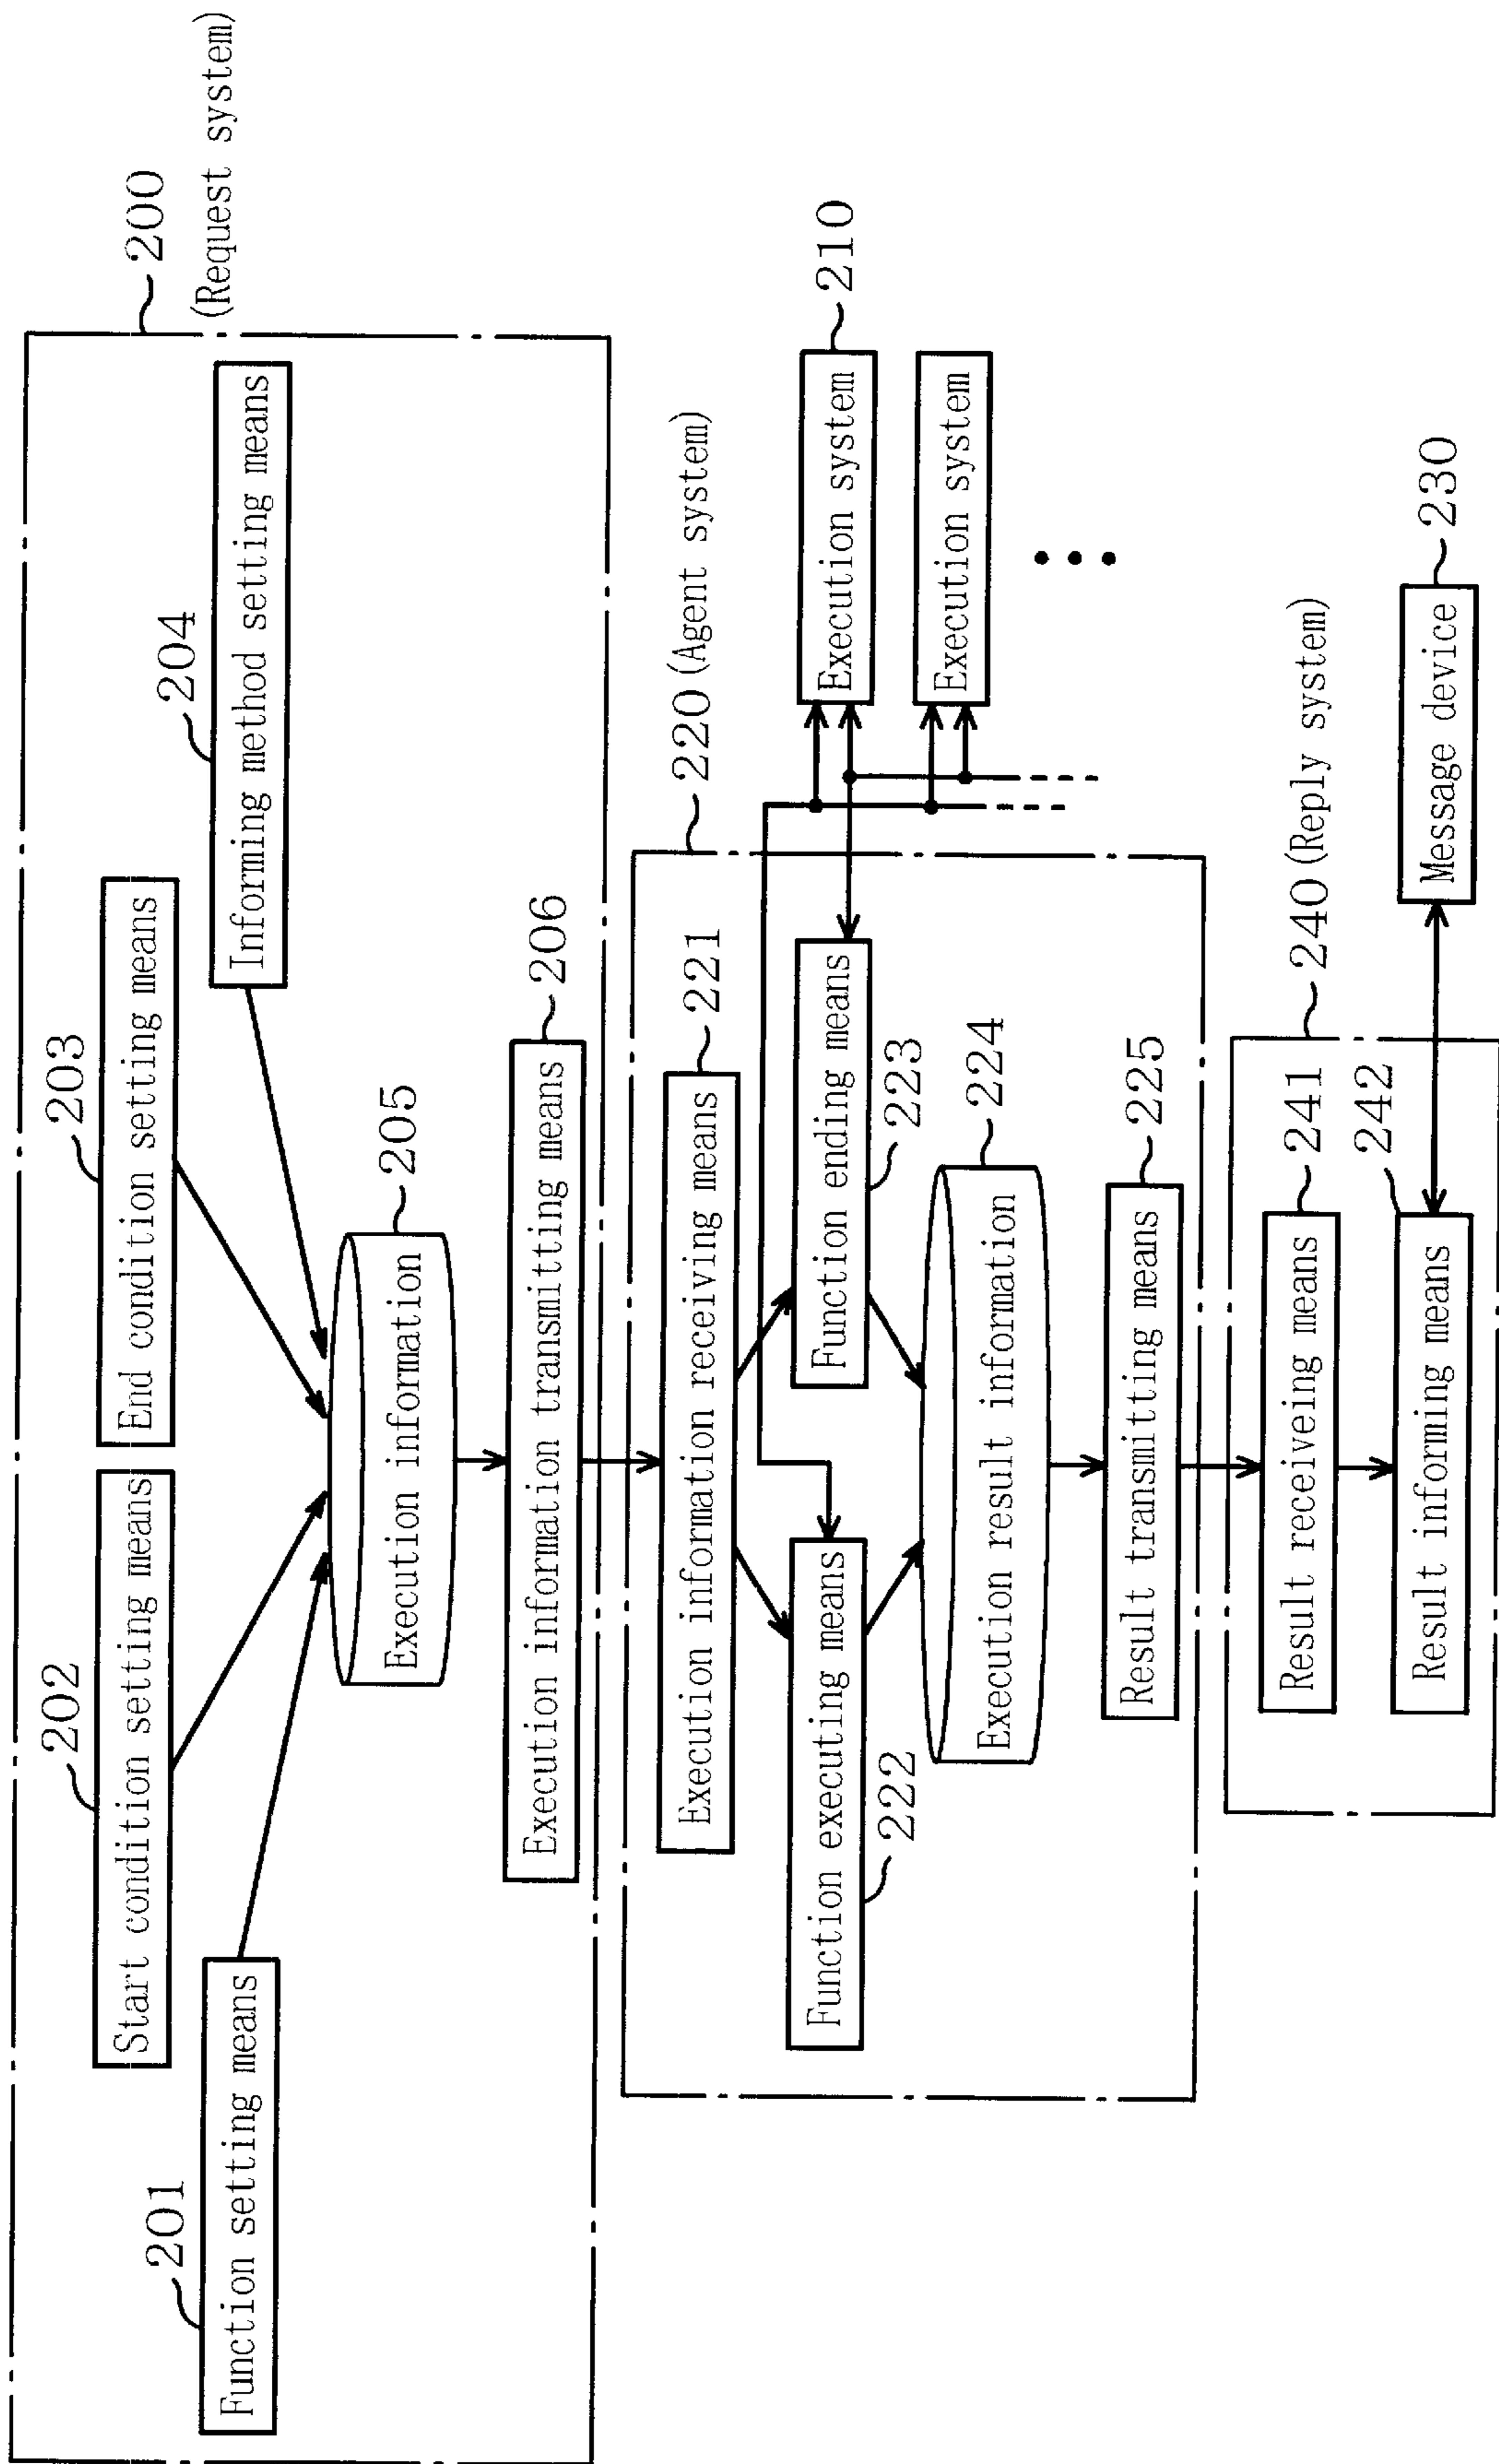 200
(Request system)
202
203
Start condition setting means
End condition setting means
201
204
Function setting means
Informing method setting means
205
Execution information
206
Execution information transmitting means
220 (Agent system)
221
Execution information receiving means
210
Function executing means
Function ending means
Execution system
222
223
Execution system
224
Execution result information
225
Result transmitting means
240 (Reply system)
241
Result receiveing means
242
230
Result informing means
Message device